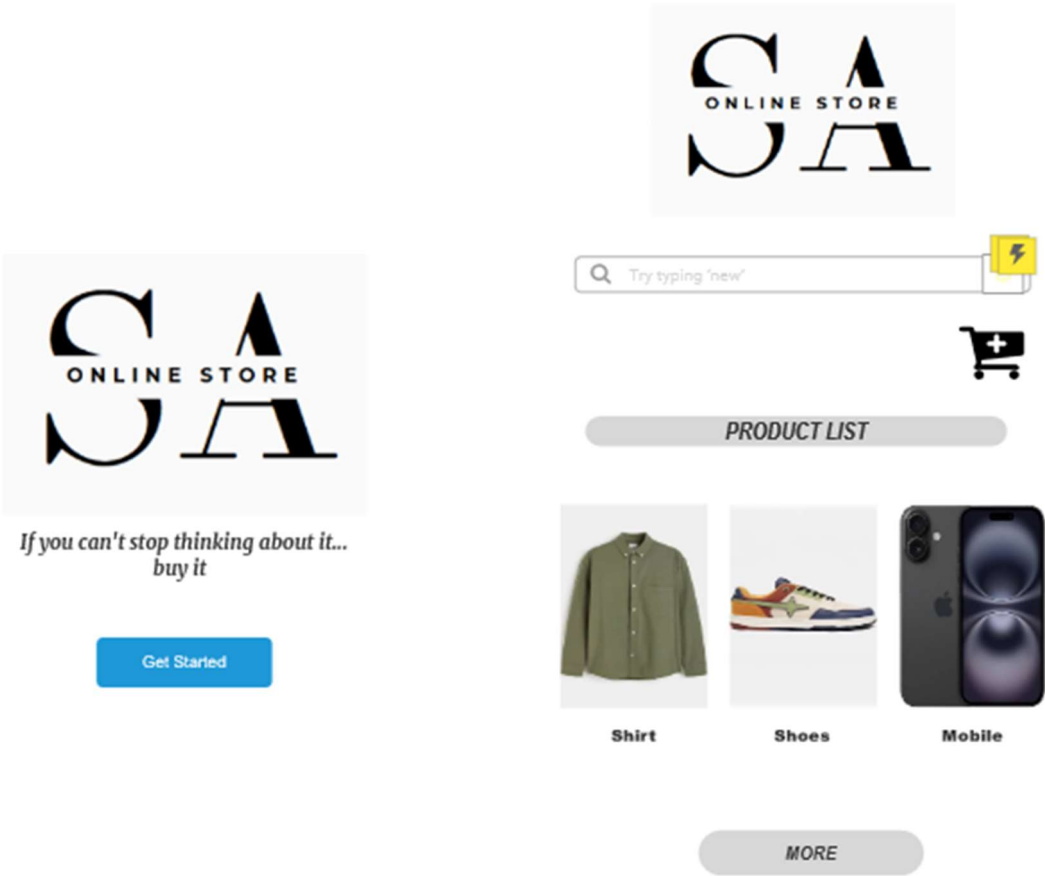 SA
ONLINE STORE
If you can't stop thinking about it...
buy it
Get Started
SA
ONLINE STORE
Try typing 'new'
PRODUCT LIST
Shirt
Shoes
Mobile
MORE